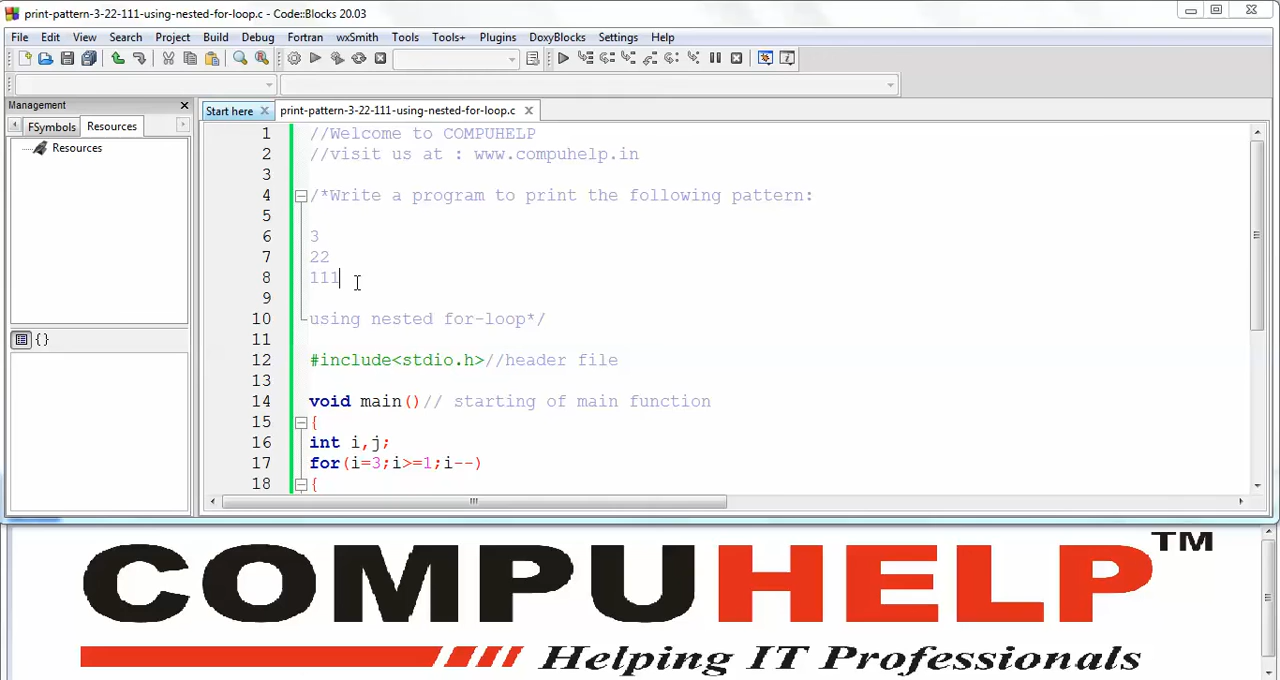 print-pattern-3-22-111-using-nested-for-loop.c - Code::Blocks 20.03
File Edit View Search Project Build Debug Fortran wxSmith Tools Tools+ Plugins DoxyBlocks Settings Help
Management
Start here print-pattern-3-22-111-using-nested-for-loop.c
FSymbols Resources
Resources
{}
1 //Welcome to COMPUHELP
2 //visit us at : www.compuhelp.in
3
4 /*Write a program to print the following pattern:
5
6 3
7 22
8 111
9
10 using nested for-loop*/
11
12 #include<stdio.h>//header file
13
14 void main()// starting of main function
15 {
16 int i,j;
17 for(i=3;i>=1;i--)
18 {
COMPUHELP TM
Helping IT Professionals